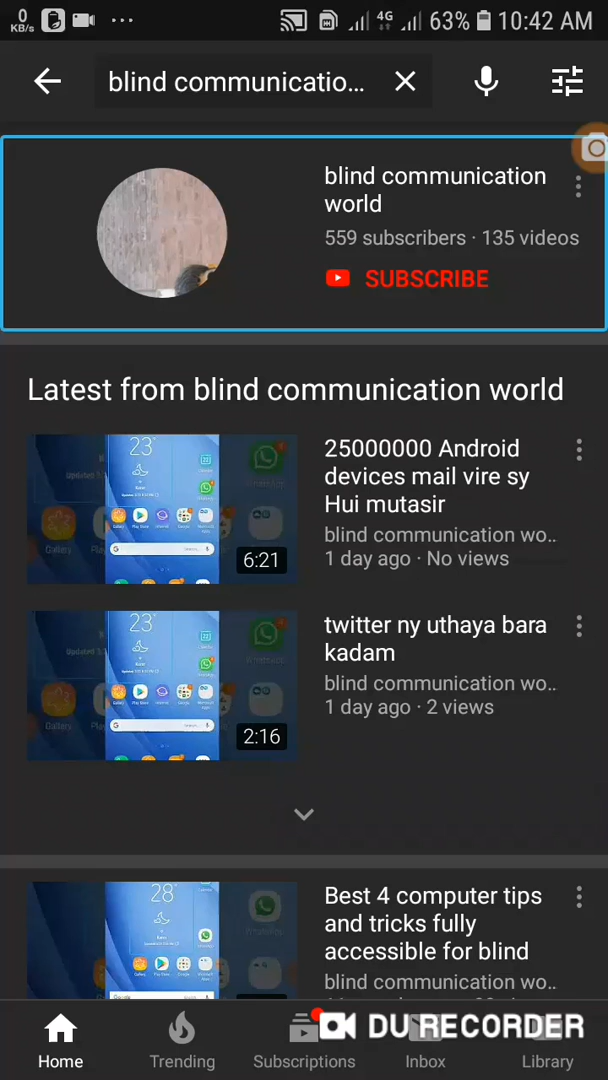 0
KB/s
4G
63%
10:42 AM
blind communicatio...
blind communication
world
559 subscribers · 135 videos
SUBSCRIBE
Latest from blind communication world
25000000 Android
devices mail vire sy
Hui mutasir
blind communication wo..
1 day ago · No views
6:21
twitter ny uthaya bara
kadam
blind communication wo..
1 day ago · 2 views
2:16
Best 4 computer tips
and tricks fully
accessible for blind
blind communication wo..
DU RECORDER
Home
Trending
Subscriptions
Inbox
Library